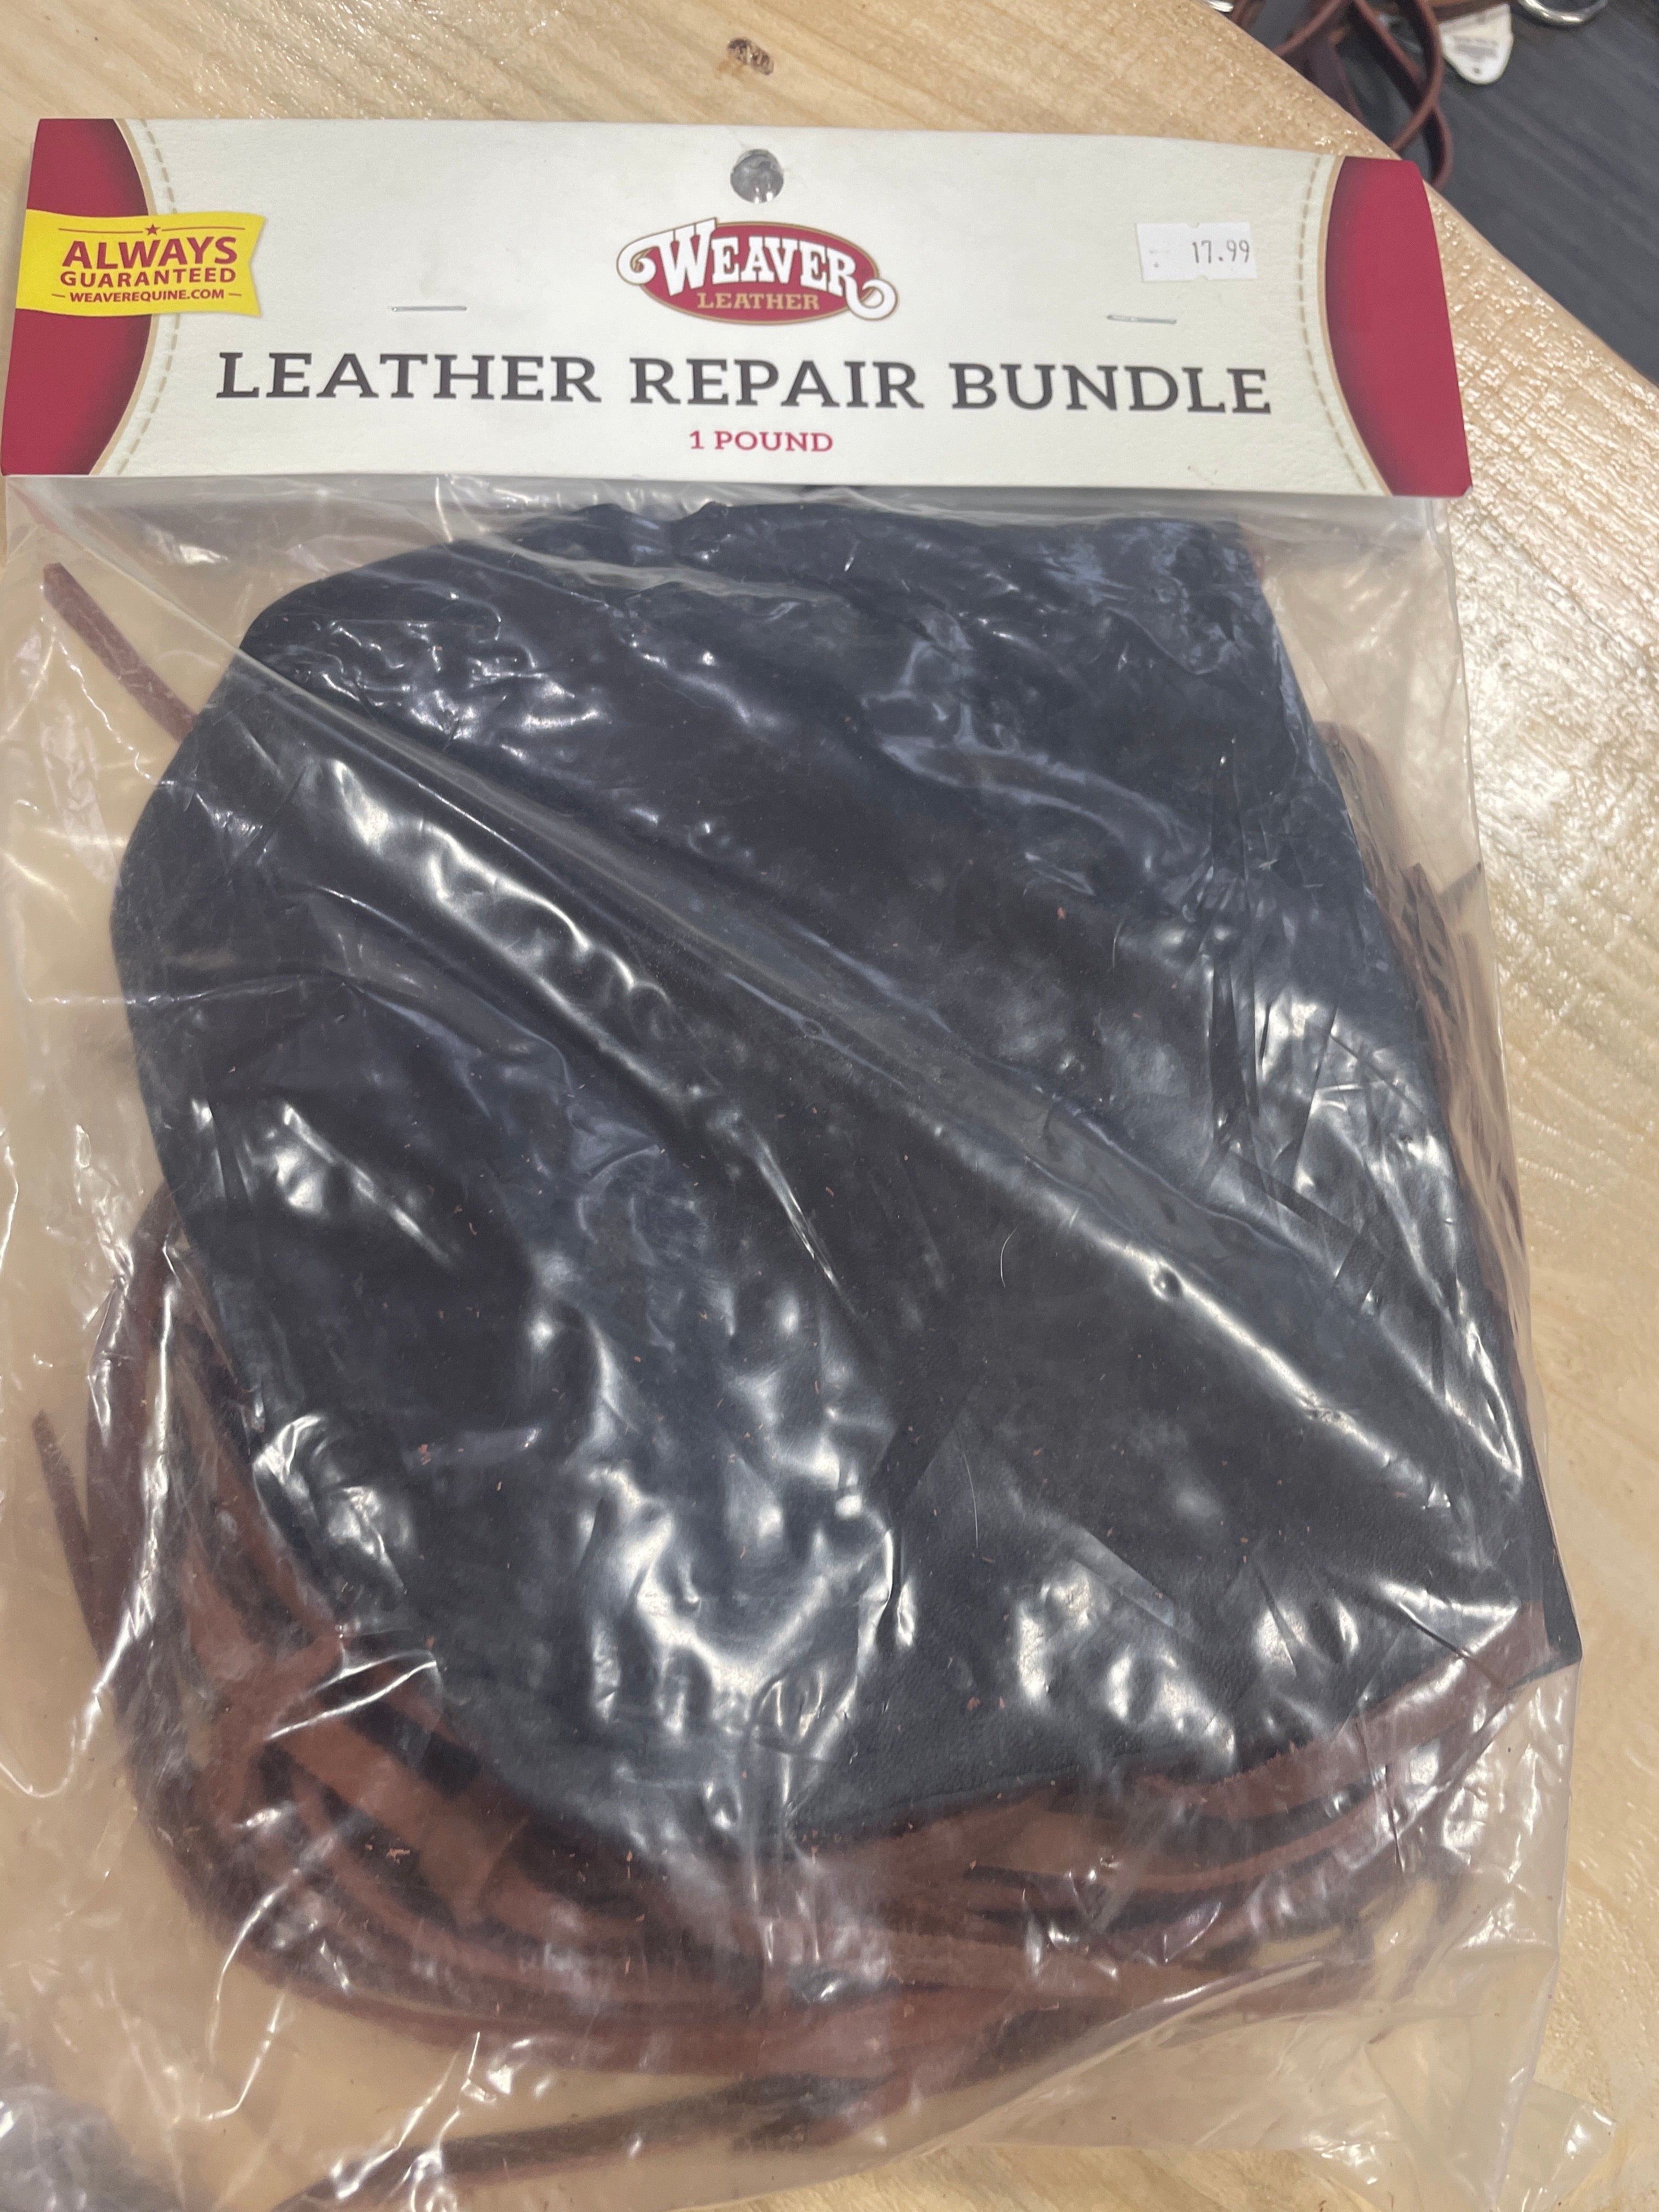 ALWAYS
GUARANTEED
WEAVEREQUINE.COM
WEAVER
LEATHER
17.99
LEATHER REPAIR BUNDLE
1 POUND